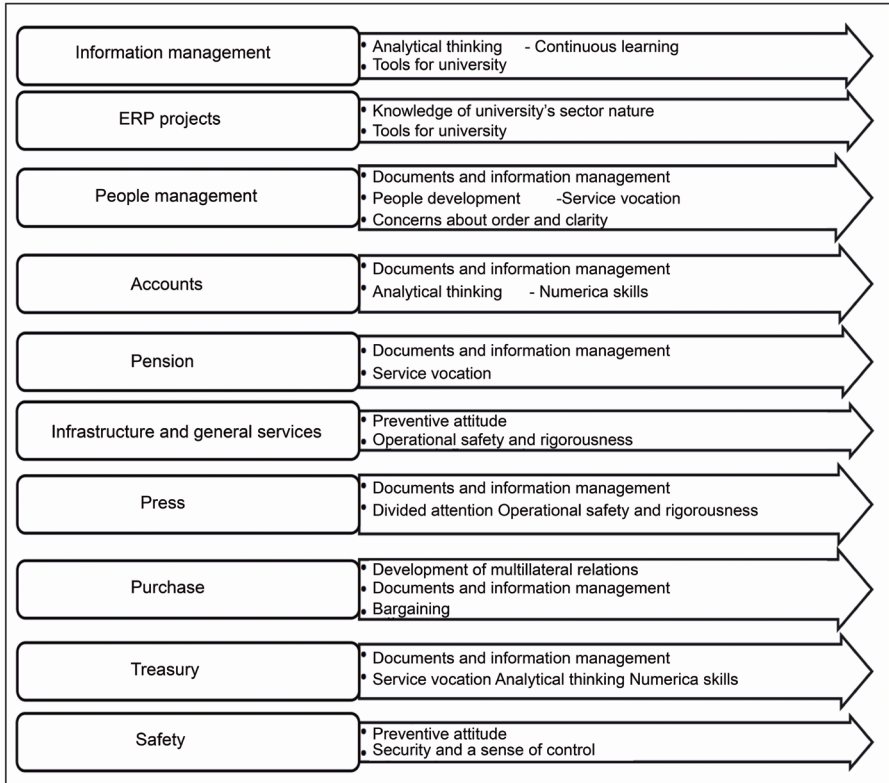 Information management
• Analytical thinking - Continuous learning
• Tools for university
ERP projects
• Knowledge of university's sector nature
• Tools for university
People management
• Documents and information management
• People development -Service vocation
• Concerns about order and clarity
Accounts
• Documents and information management
• Analytical thinking - Numerica skills
Pension
• Documents and information management
• Service vocation
Infrastructure and general services
• Preventive attitude
• Operational safety and rigorousness
Press
• Documents and information management
• Divided attention Operational safety and rigorousness
Purchase
• Development of multillateral relations
• Documents and information management
• Bargaining
Treasury
• Documents and information management
• Service vocation Analytical thinking Numerica skills
Safety
• Preventive attitude
• Security and a sense of control